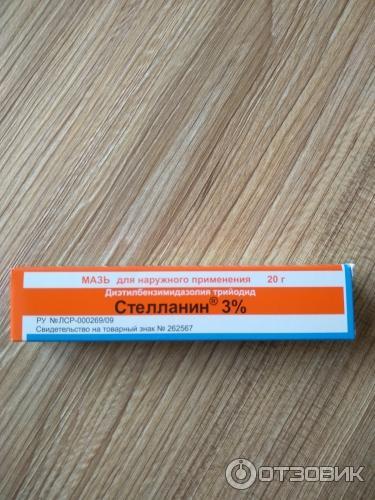 МАЗЬ для наружного применения 20 г
Диэтилбензимидазолия трийодид
Стелланин® 3%
РУ №ЛСР-000269/09
Свидетельство на товарный знак № 262567
ОТЗОВИК